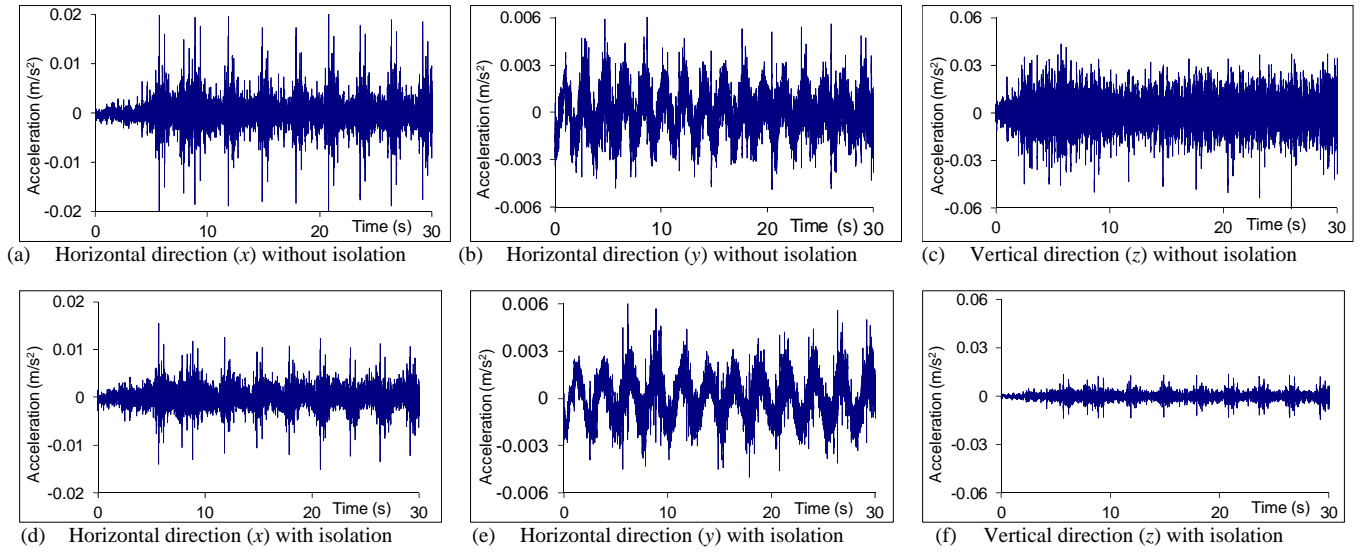 0.02
0.01
0
-0.01
-0.02
Acceleration (m/s²)
Time (s)
0 10 20 30
(a) Horizontal direction (x) without isolation
0.006
0.003
0
-0.003
-0.006
Acceleration (m/s²)
Time (s)
0 10 20 30
(b) Horizontal direction (y) without isolation
0.06
0.03
0
-0.03
-0.06
Acceleration (m/s²)
Time (s)
0 10 20 30
(c) Vertical direction (z) without isolation
0.02
0.01
0
-0.01
-0.02
Acceleration (m/s²)
Time (s)
0 10 20 30
(d) Horizontal direction (x) with isolation
0.006
0.003
0
-0.003
-0.006
Acceleration (m/s²)
Time (s)
0 10 20 30
(e) Horizontal direction (y) with isolation
0.06
0.03
0
-0.03
-0.06
Acceleration (m/s²)
Time (s)
0 10 20 30
(f) Vertical direction (z) with isolation